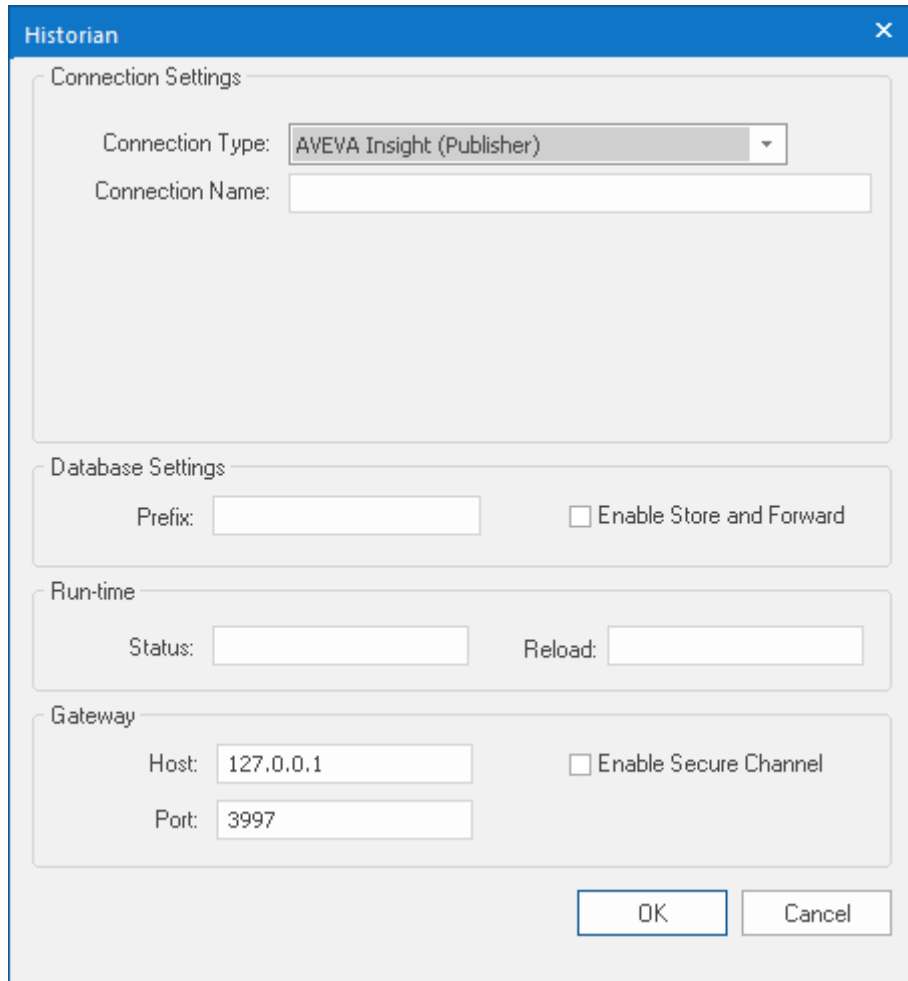 Historian
Connection Settings
Connection Type: AVEVA Insight (Publisher)
Connection Name:
Database Settings
Prefix: Enable Store and Forward
Run-time
Status: Reload:
Gateway
Host: 127.0.0.1 Enable Secure Channel
Port: 3997
OK Cancel